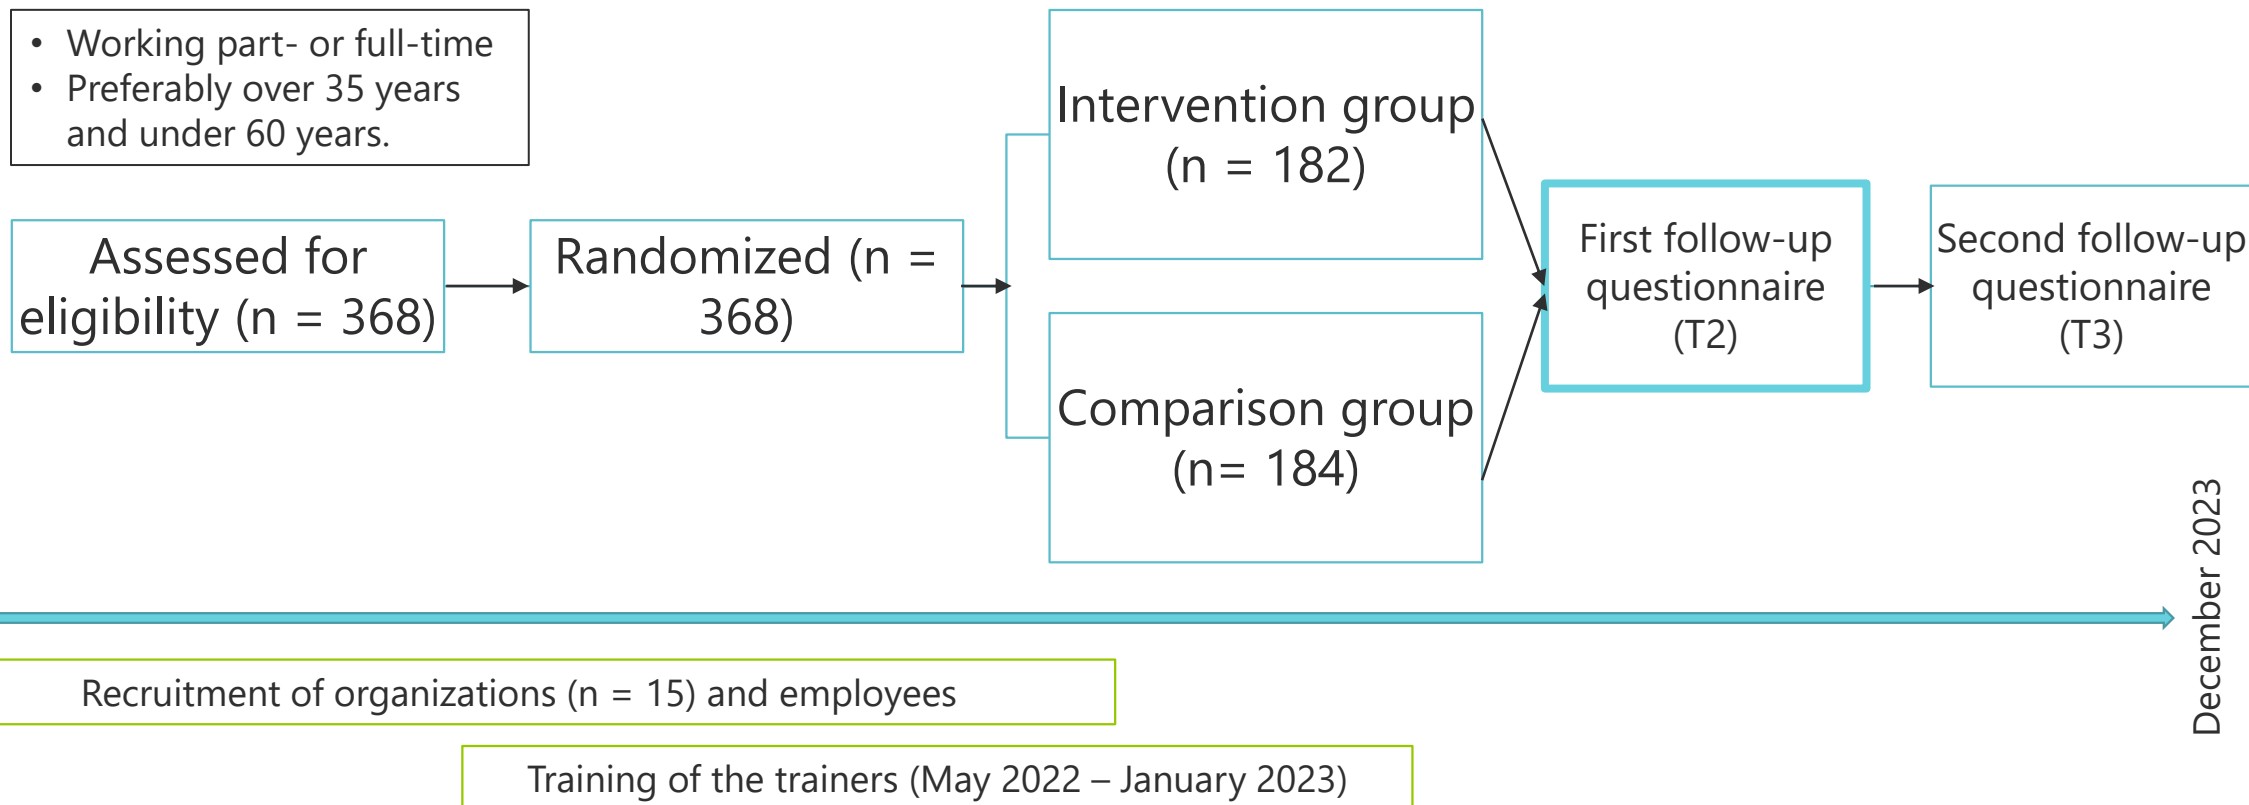 • Working part- or full-time
• Preferably over 35 years
and under 60 years.
Assessed for
eligibility (n = 368)
Randomized (n =
368)
Intervention group
(n = 182)
Comparison group
(n= 184)
First follow-up
questionnaire
(T2)
Second follow-up
questionnaire
(T3)
December 2023
Recruitment of organizations (n = 15) and employees
Training of the trainers (May 2022 – January 2023)